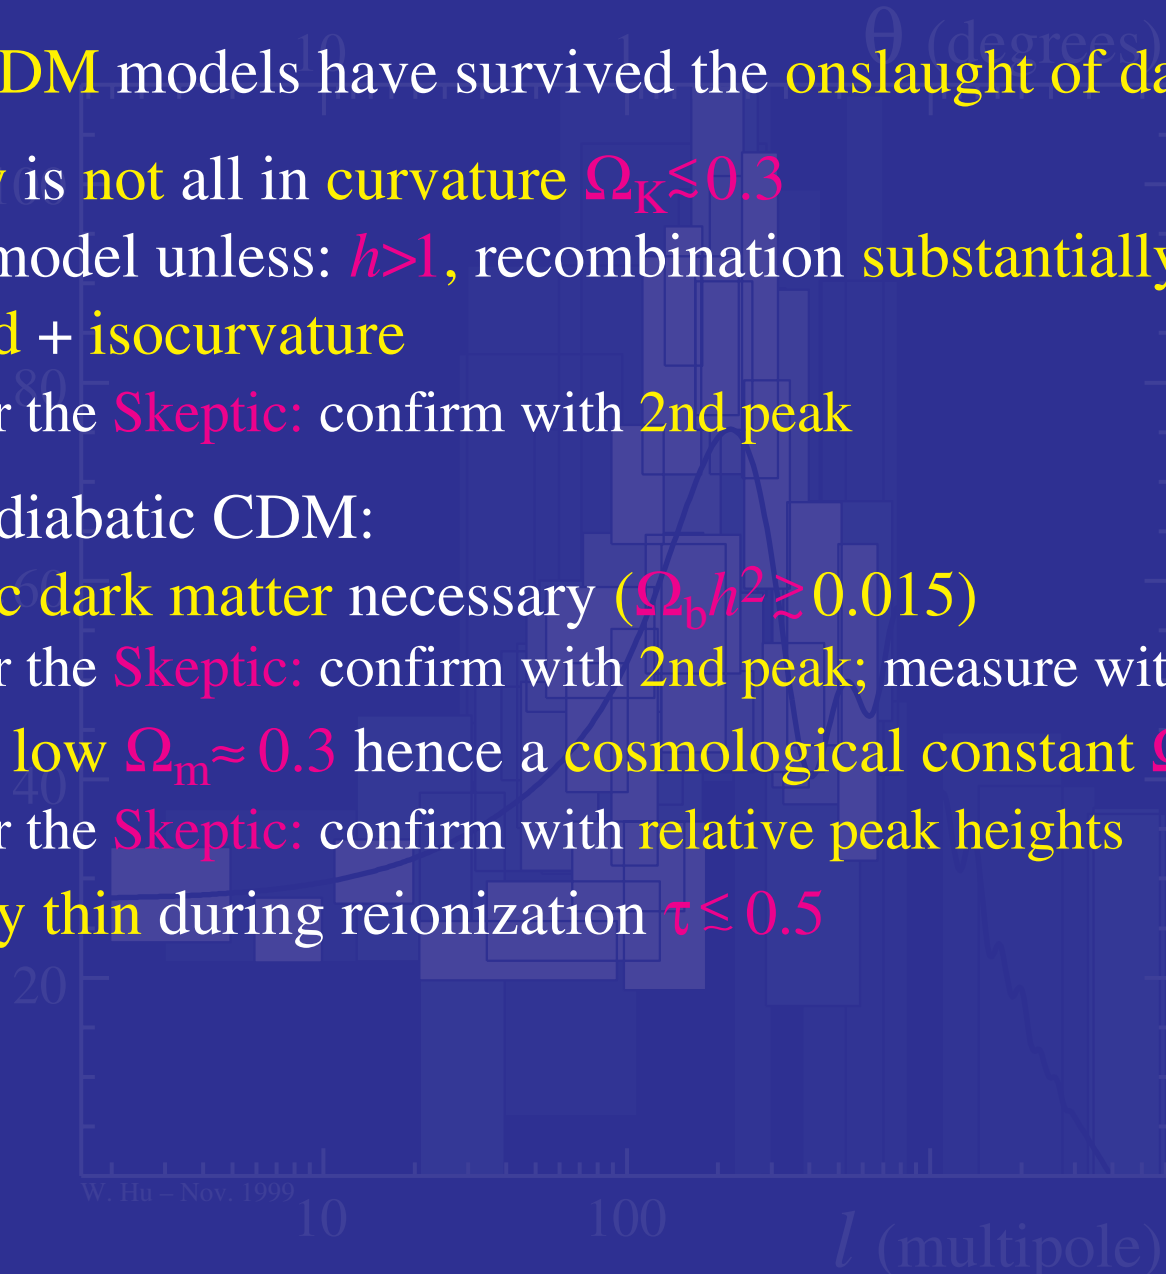 θ (degrees)
10 1
DM models have survived the onslaught of da
y is not all in curvature Ω_K≲0.3
model unless: h>1, recombination substantially
d + isocurvature
80
r the Skeptic: confirm with 2nd peak
diabatic CDM:
60
c dark matter necessary (Ω_bh²≳0.015)
r the Skeptic: confirm with 2nd peak; measure wit
low Ω_m≈0.3 hence a cosmological constant Ω
40
r the Skeptic: confirm with relative peak heights
y thin during reionization τ≲0.5
20
W. Hu – Nov. 1999
10 100
l (multipole)